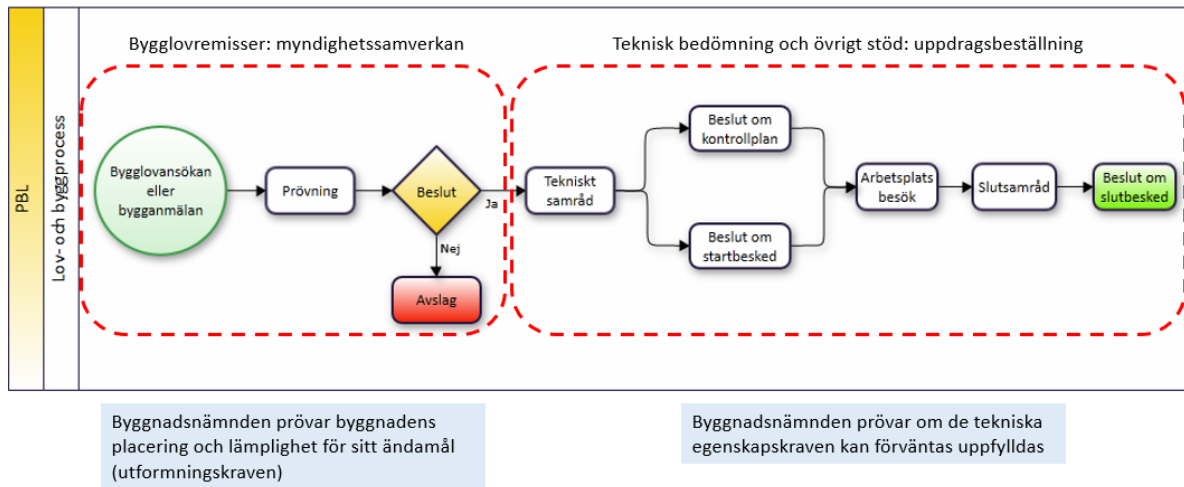 PBL
Lov- och byggprocess
Bygglovremisser: myndighetssamverkan
Bygglovansökan
eller
bygganmälan
Prövning
Beslut
Ja
Nej
Avslag
Teknisk bedömning och övrigt stöd: uppdragsbeställning
Tekniskt
samråd
Beslut om
kontrollplan
Beslut om
startbesked
Arbetsplats
besök
Slutsamråd
Beslut om
slutbesked
Byggnadsnämnden prövar byggnadens
placering och lämplighet för sitt ändamål
(utformningskraven)
Byggnadsnämnden prövar om de tekniska
egenskapskraven kan förväntas uppfylldas